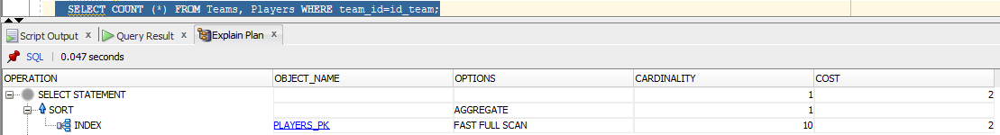 SELECT COUNT (*) FROM Teams, Players WHERE team_id=id_team;
Script Output x Query Result x Explain Plan x
SQL | 0.047 seconds
OPERATION OBJECT_NAME OPTIONS CARDINALITY COST
SELECT STATEMENT 1 2
SORT AGGREGATE 1
INDEX PLAYERS_PK FAST FULL SCAN 10 2